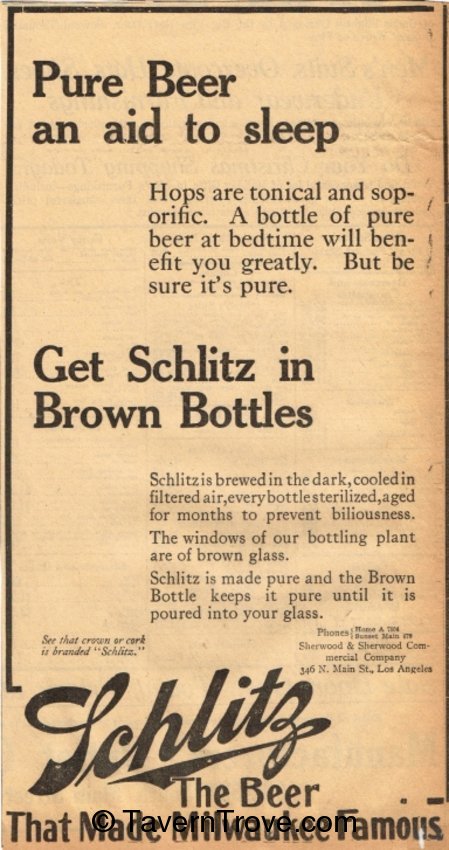 Pure Beer
an aid to sleep
Hops are tonical and sop-
orific. A bottle of pure
beer at bedtime will ben-
efit you greatly. But be
sure it's pure.
Get Schlitz in
Brown Bottles
Schlitz is brewed in the dark, cooled in
filtered air, every bottle sterilized, aged
for months to prevent biliousness.
The windows of our bottling plant
are of brown glass.
Schlitz is made pure and the Brown
Bottle keeps it pure until it is
poured into your glass.
See that crown or cork
is branded "Schlitz."
Phones Home A
Sunset Main
Sherwood & Sherwood Com-
mercial Company
346 N. Main St., Los Angeles
Schlitz
The Beer
That Made Milwaukee Famous
© TavernTrove.com